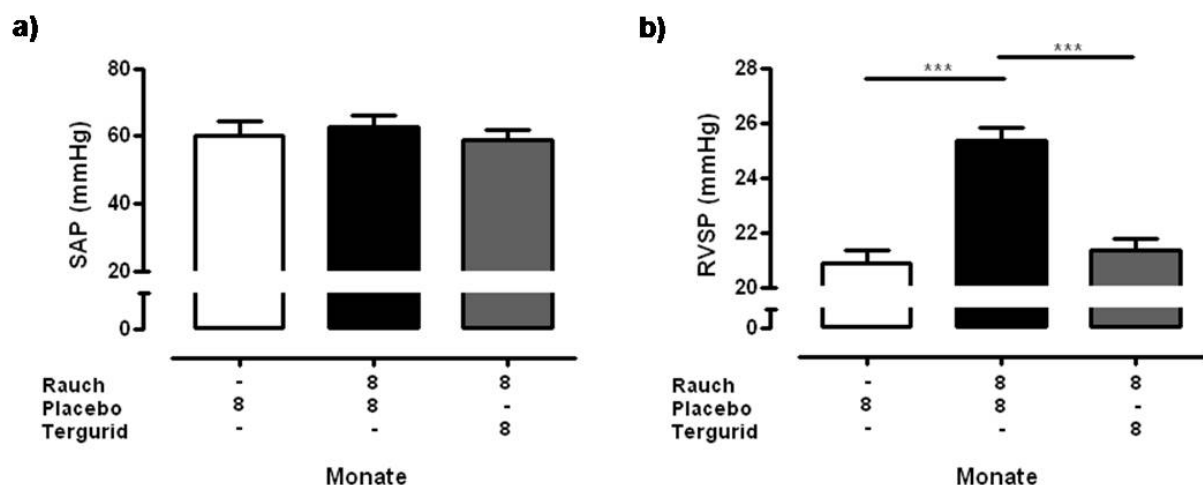 a)
80
60
40
20
0
SAP (mmHg)
Rauch - 8 8
Placebo 8 8 -
Tergurid - - 8
Monate
b)
*** ***
28
26
24
22
20
0
RVSP (mmHg)
Rauch - 8 8
Placebo 8 8 -
Tergurid - - 8
Monate